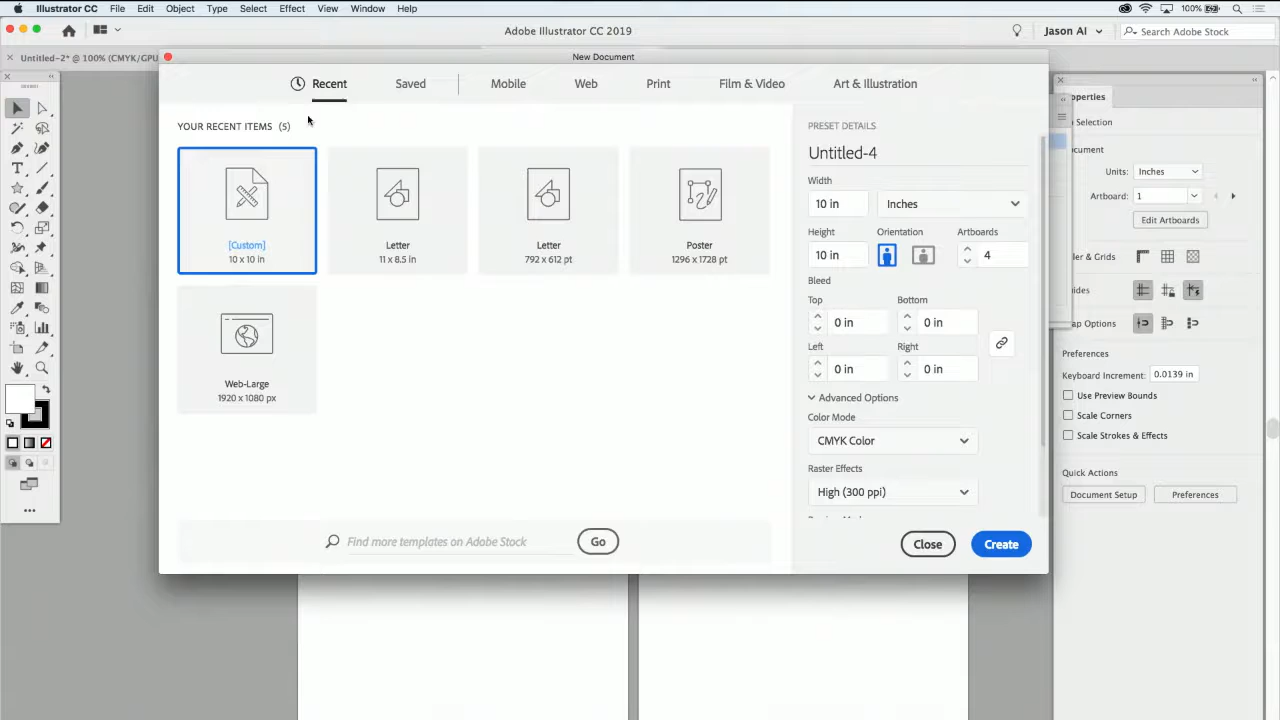 Illustrator CC File Edit Object Type Select Effect View Window Help 100%
Adobe Illustrator CC 2019
Jason AI
Search Adobe Stock
Untitled-2* @ 100% (CMYK/GPU
New Document
Recent Saved Mobile Web Print Film & Video Art & Illustration
YOUR RECENT ITEMS (5)
[Custom]
10 x 10 in
Letter
11 x 8.5 in
Letter
792 x 612 pt
Poster
1296 x 1728 pt
Web-Large
1920 x 1080 px
Find more templates on Adobe Stock
Go
PRESET DETAILS
Untitled-4
Width
10 in Inches
Height Orientation Artboards
10 in 4
Bleed
Top Bottom
0 in 0 in
Left Right
0 in 0 in
Advanced Options
Color Mode
CMYK Color
Raster Effects
High (300 ppi)
Close Create
operties
Selection
ocument
Units: Inches
Artboard: 1
Edit Artboards
ler & Grids
uides
ap Options
Preferences
Keyboard Increment: 0.0139 in
Use Preview Bounds
Scale Corners
Scale Strokes & Effects
Quick Actions
Document Setup Preferences